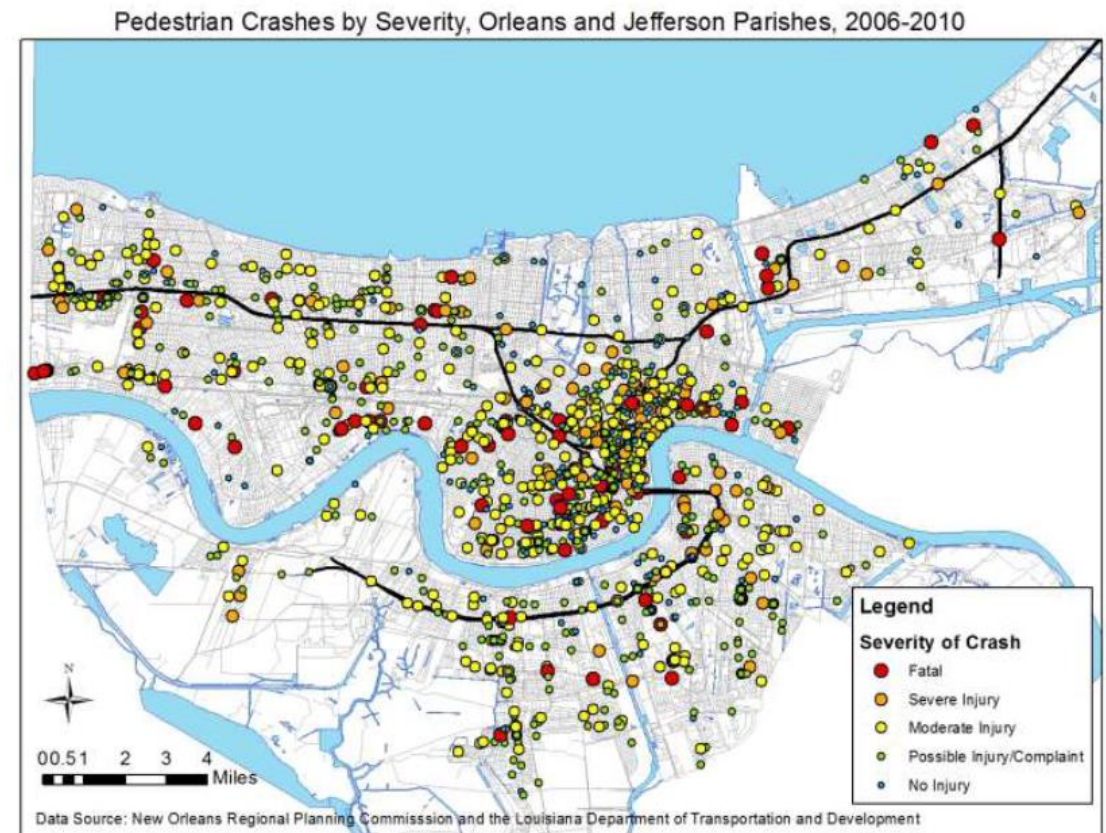 Pedestrian Crashes by Severity, Orleans and Jefferson Parishes, 2006-2010
Legend
Severity of Crash
Fatal
Severe Injury
Moderate Injury
Possible Injury/Complaint
No Injury
N
00.51 2 3 4
Miles
Data Source: New Orleans Regional Planning Commisssion and the Louisiana Department of Transportation and Development